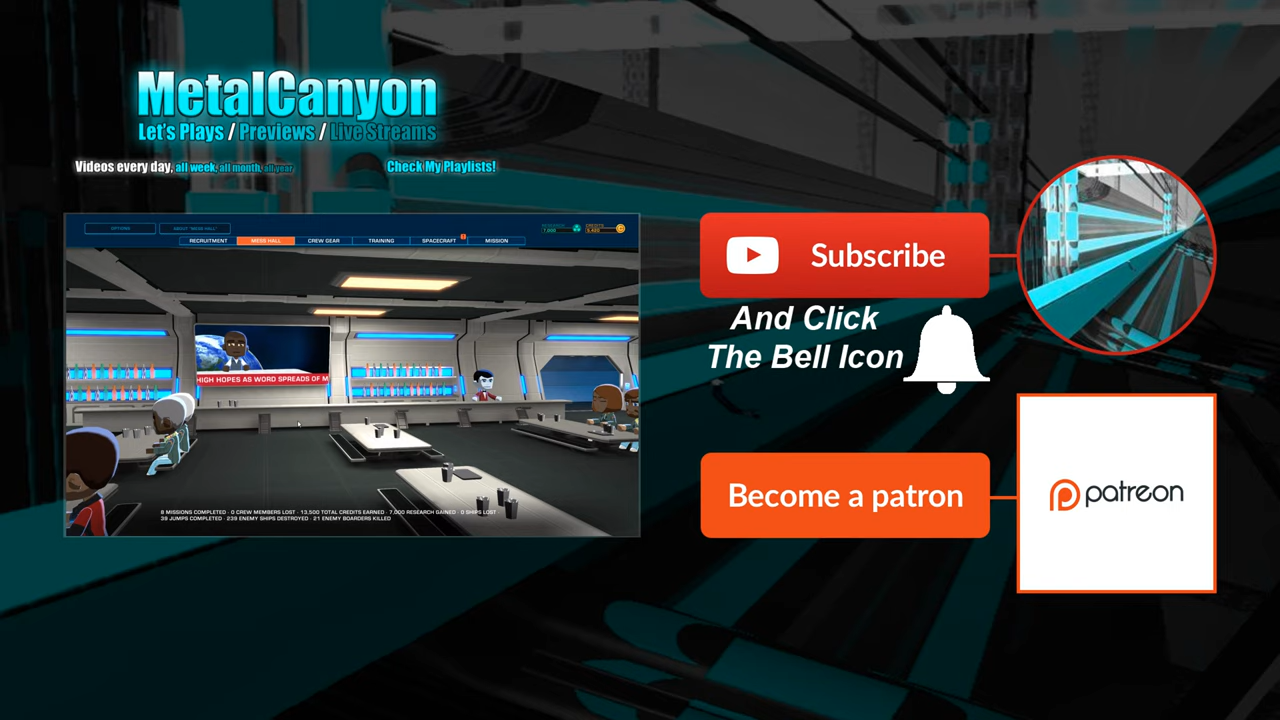 MetalCanyon
Let's Plays / Previews / Live Streams
Videos every day, all week, all month, all year
Check My Playlists!
OPTIONS
ABOUT "MESS HALL"
RECRUITMENT
MESS HALL
CREW GEAR
TRAINING
SPACECRAFT
MISSION
HIGH HOPES AS WORD SPREADS OF M
8 MISSIONS COMPLETED · 0 CREW MEMBERS LOST · 13,500 TOTAL CREDITS EARNED · 7,000 RESEARCH GAINED · 0 SHIPS LOST
39 JUMPS COMPLETED · 239 ENEMY SHIPS DESTROYED · 21 ENEMY BOARDERS KILLED
Subscribe
And Click
The Bell Icon
Become a patron
patreon